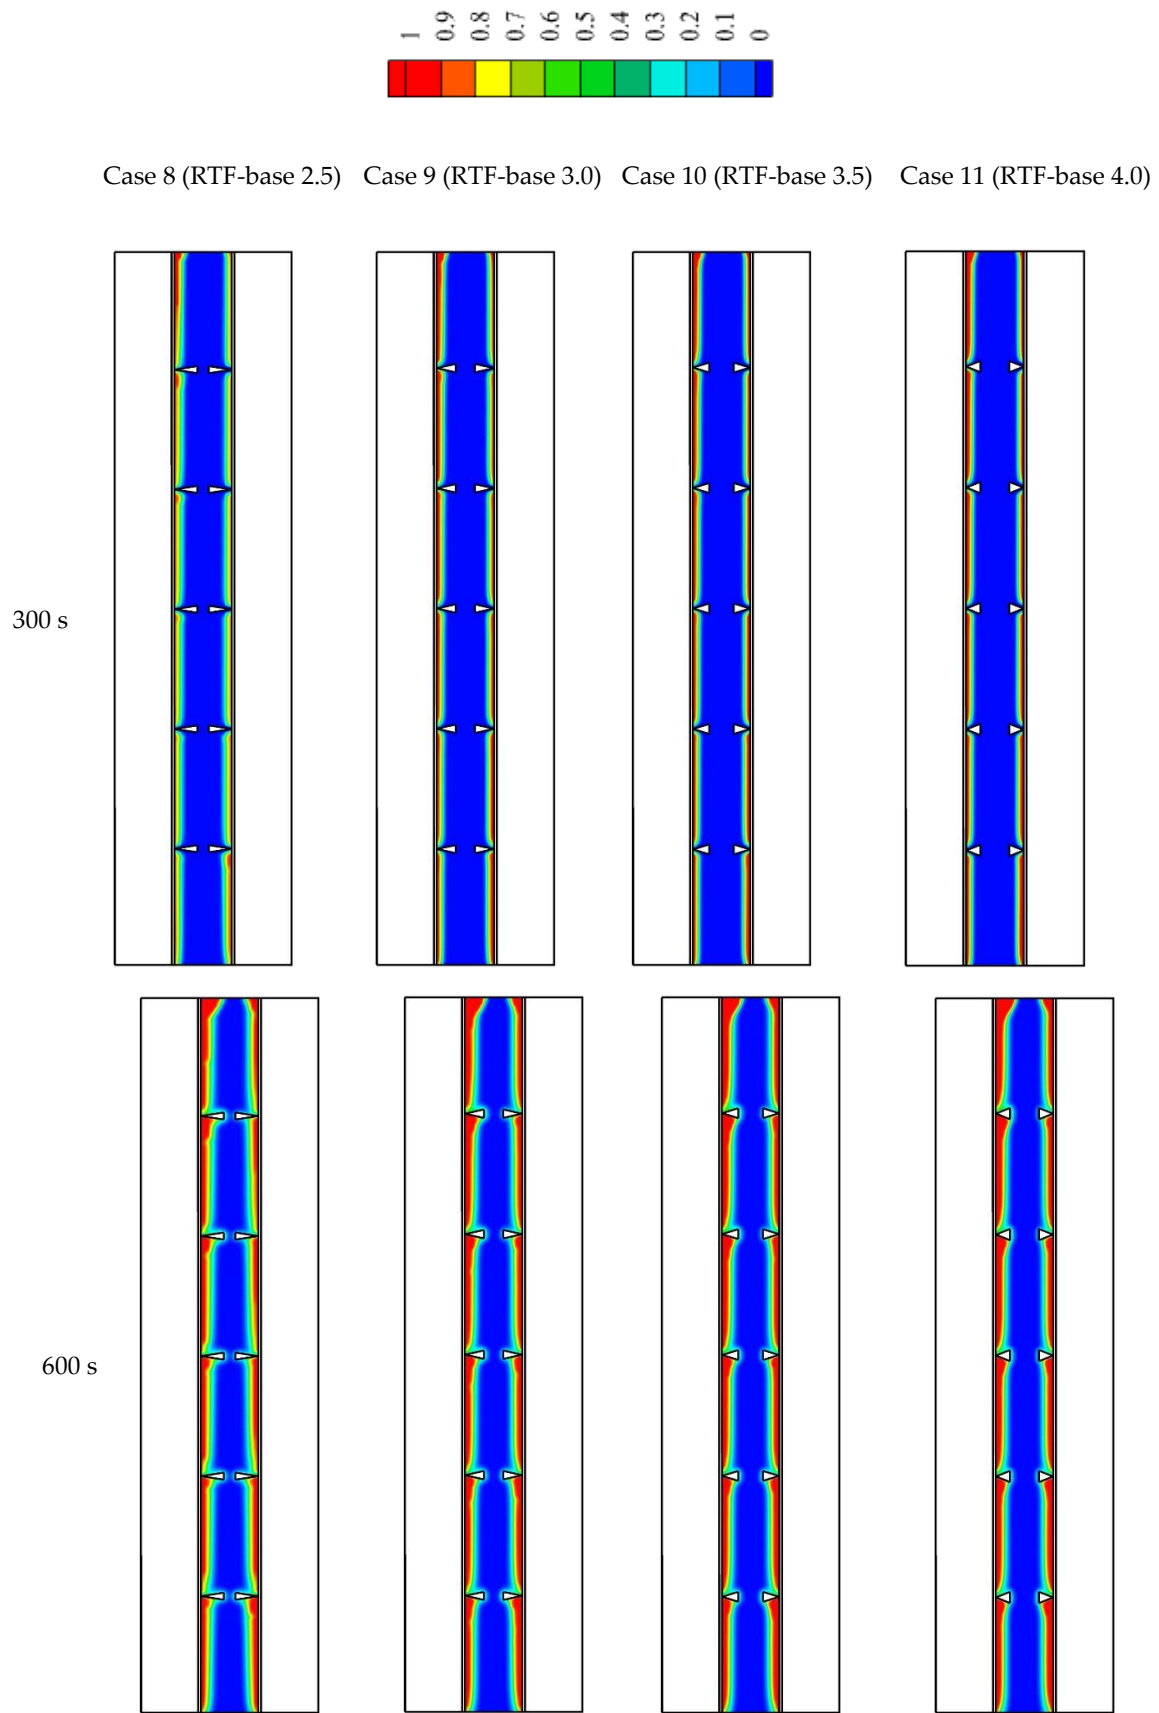 1 0.9 0.8 0.7 0.6 0.5 0.4 0.3 0.2 0.1 0
Case 8 (RTF-base 2.5) Case 9 (RTF-base 3.0) Case 10 (RTF-base 3.5) Case 11 (RTF-base 4.0)
300 s
600 s